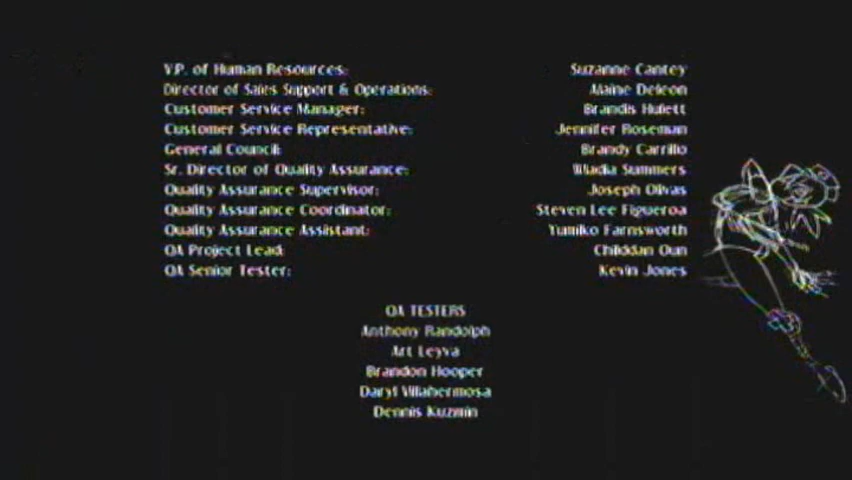 V.P. of Human Resources: Suzanne Cantey
Director of Sales Support & Operations: Alaine Deleon
Customer Service Manager: Brandis Hulett
Customer Service Representative: Jennifer Roseman
General Council: Brandy Carrillo
Sr. Director of Quality Assurance: Summers
Quality Assurance Supervisor: Joseph Olivas
Quality Assurance Coordinator: Steven Lee Figueroa
Quality Assurance Assistant: Yumiko Farnsworth
QA Project Lead: Childdan Oun
QA Senior Tester: Kevin Jones
QA TESTERS
Anthony Randolph
Art Leyva
Brandon Hooper
Daryl Villahermosa
Dennis Kuzmin